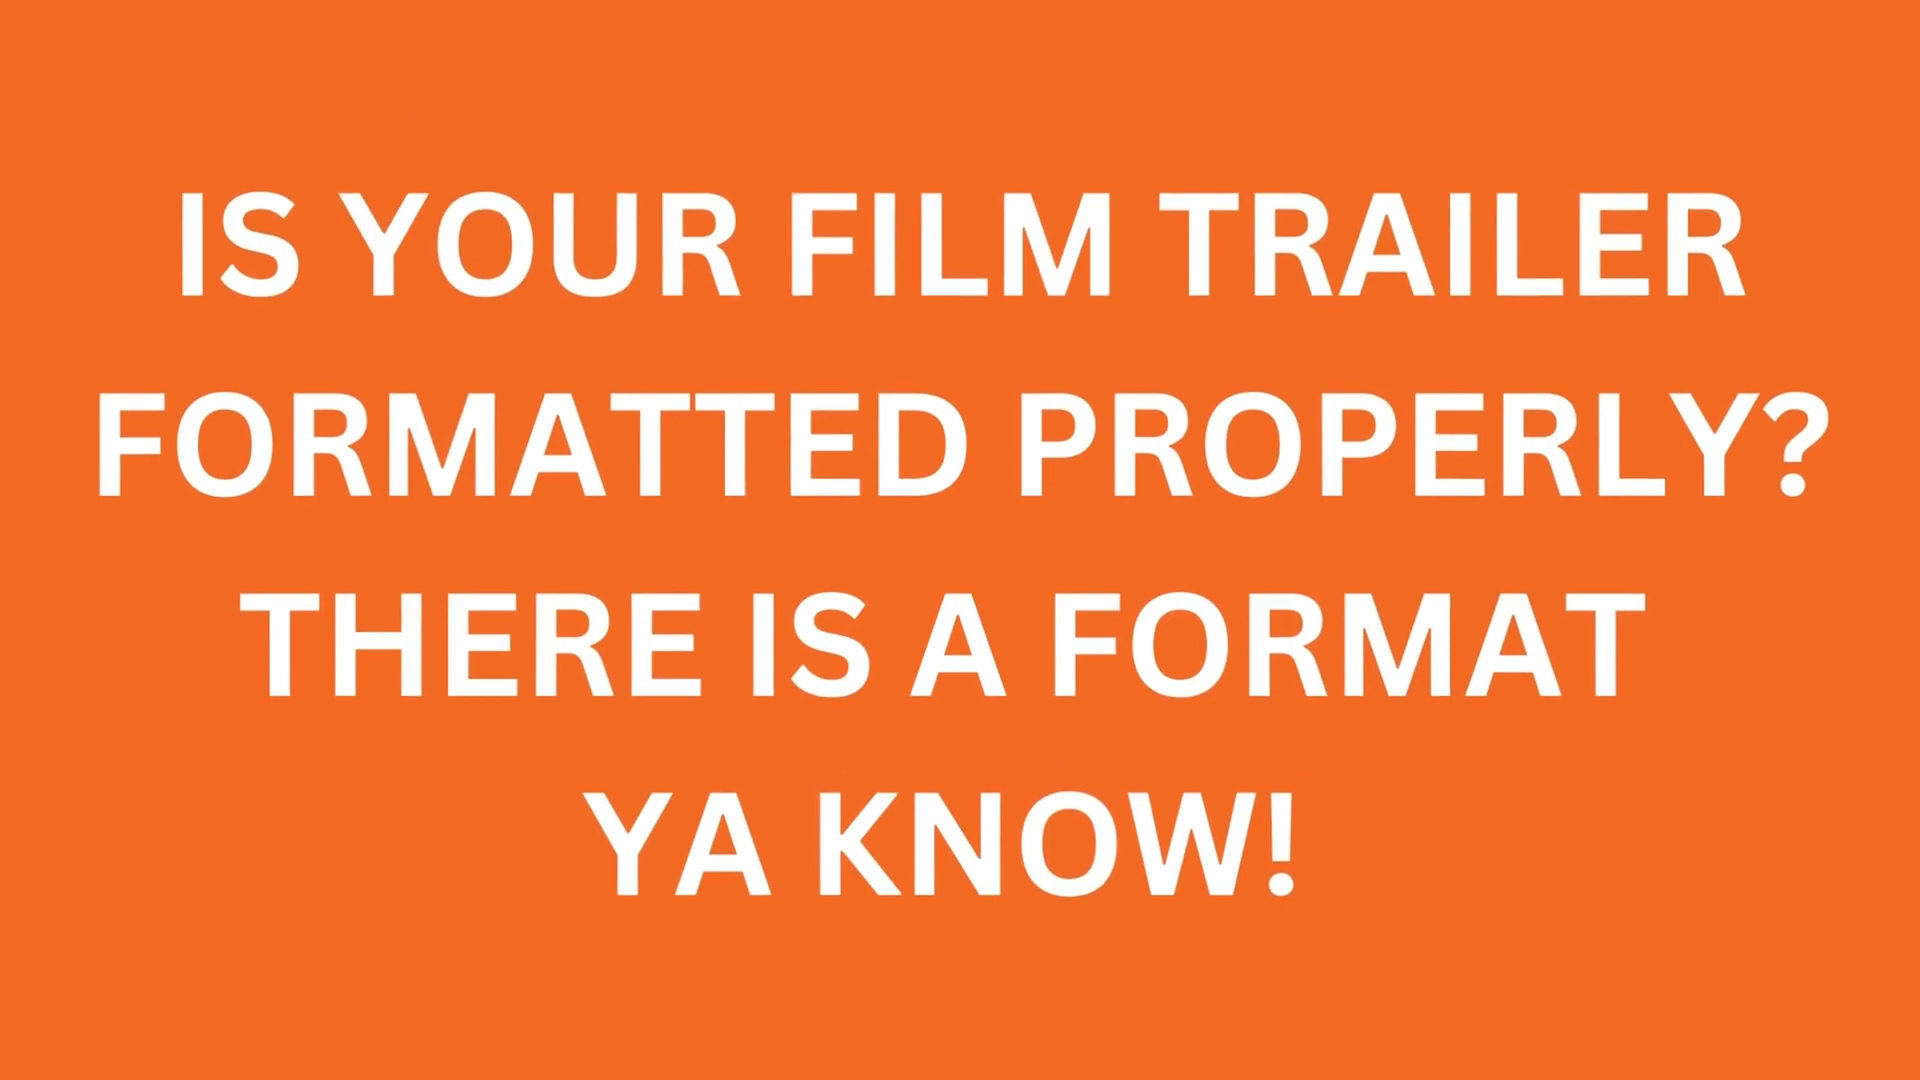 IS YOUR FILM TRAILER
FORMATTED PROPERLY?
THERE IS A FORMAT
YA KNOW!